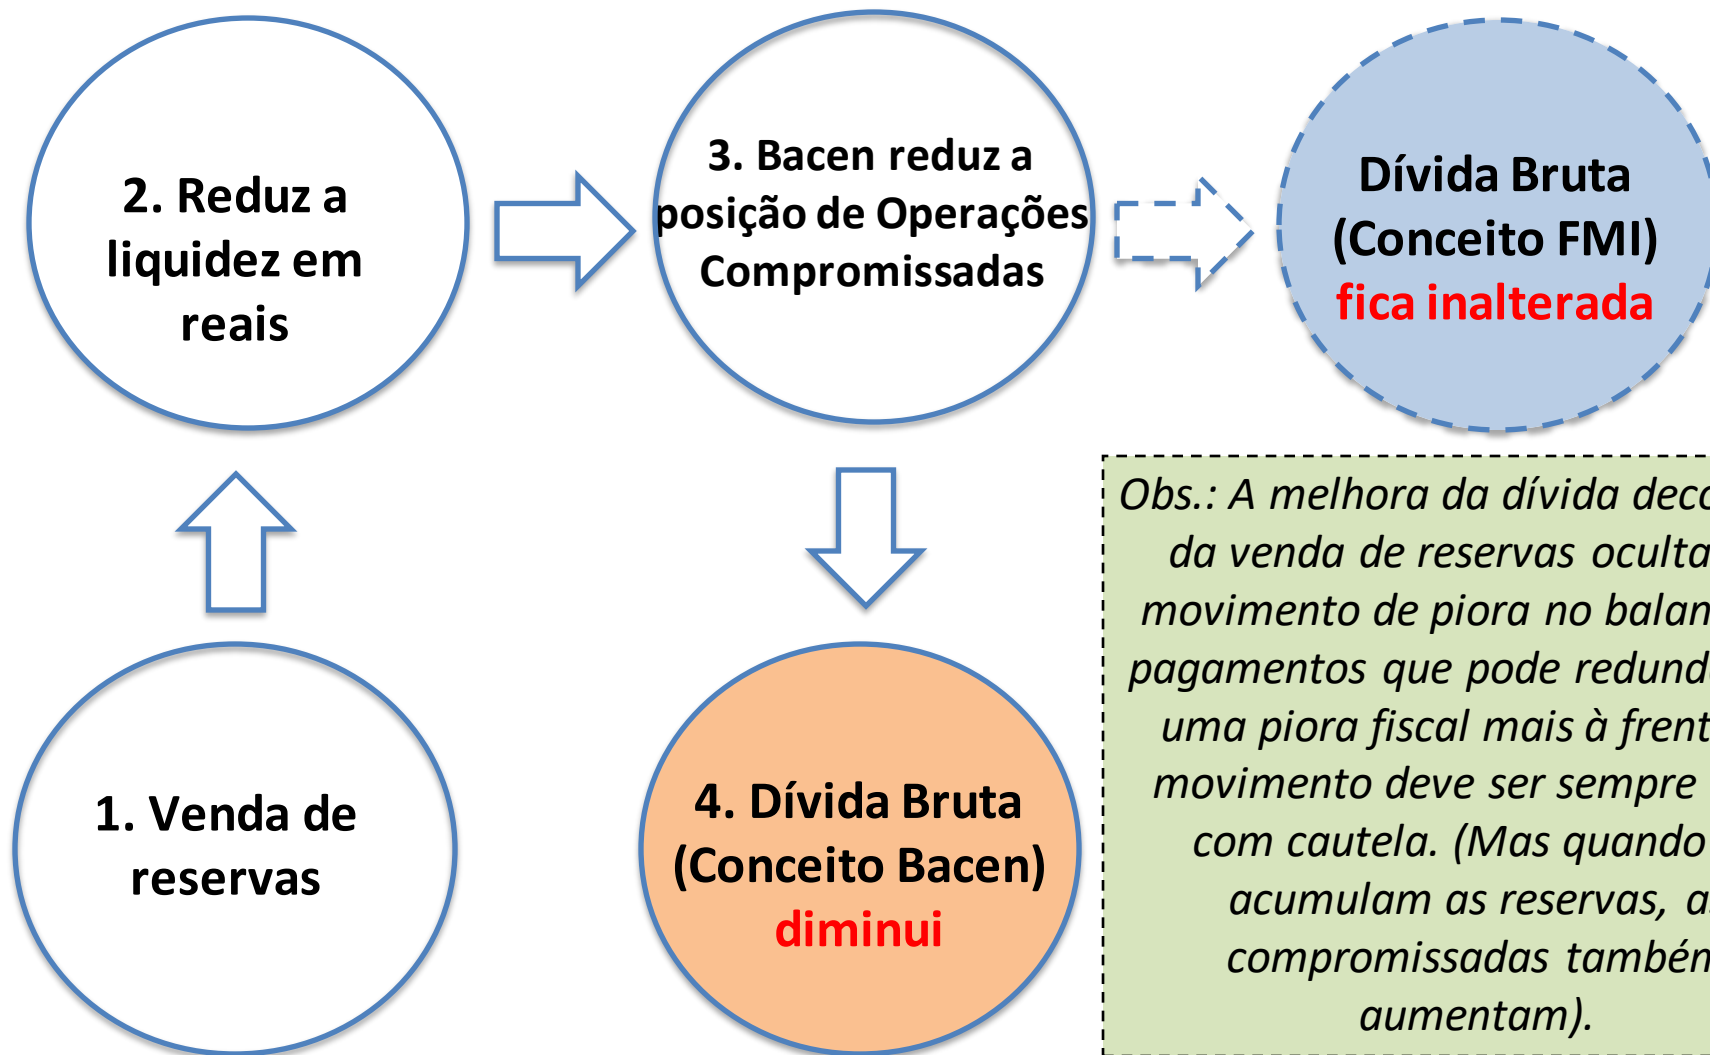 2. Reduz a
liquidez em
reais
3. Bacen reduz a
posição de Operações
Compromissadas
Dívida Bruta
(Conceito FMI)
fica inalterada
1. Venda de
reservas
4. Dívida Bruta
(Conceito Bacen)
diminui
Obs.: A melhora da dívida
da venda de reservas oculta
movimento de piora no
pagamentos que pode
uma piora fiscal mais à
movimento deve ser sempre
com cautela. (Mas quando
acumulam as reservas,
compromissadas também
aumentam).